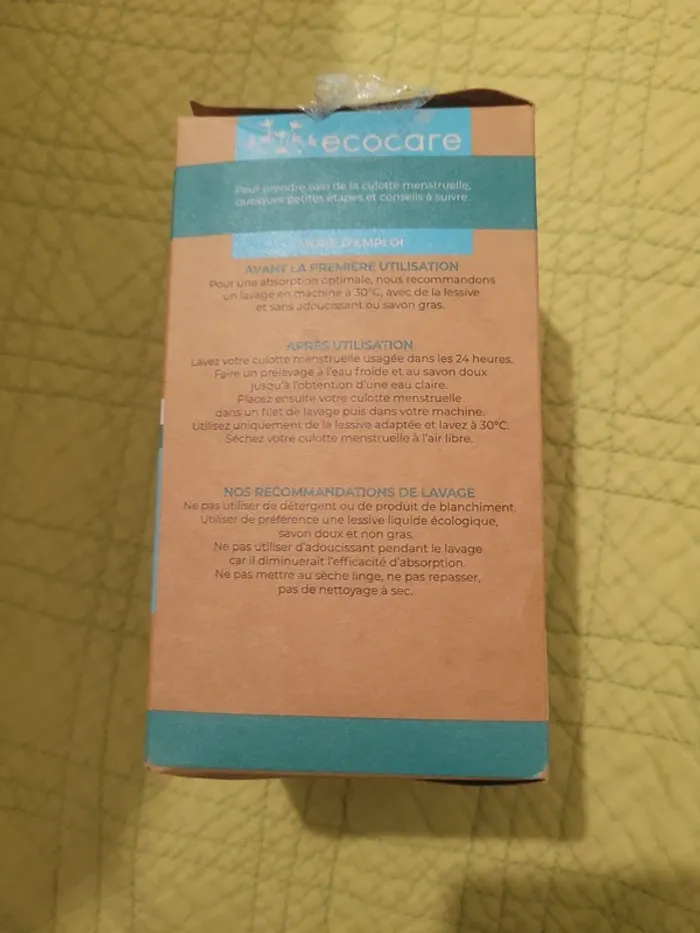 ecocare
Pour prendre soin de la culotte menstruelle,
quelques petites étapes et conseils à suivre.
MODE D'EMPLOI
AVANT LA PREMIÈRE UTILISATION
Pour une absorption optimale, nous recommandons
un lavage en machine à 30°C, avec de la lessive
et sans adoucissant ou savon gras.
APRÈS UTILISATION
Lavez votre culotte menstruelle usagée dans les 24 heures.
Faire un prélavage à l'eau froide et au savon doux
jusqu'à l'obtention d'une eau claire.
Placez ensuite votre culotte menstruelle
dans un filet de lavage puis dans votre machine.
Utilisez uniquement de la lessive adaptée et lavez à 30°C.
Séchez votre culotte menstruelle à l'air libre.
NOS RECOMMANDATIONS DE LAVAGE
Ne pas utiliser de détergent ou de produit de blanchiment.
Utiliser de préférence une lessive liquide écologique,
savon doux et non gras.
Ne pas utiliser d'adoucissant pendant le lavage
car il diminuerait l'efficacité d'absorption.
Ne pas mettre au sèche linge, ne pas repasser,
pas de nettoyage à sec.